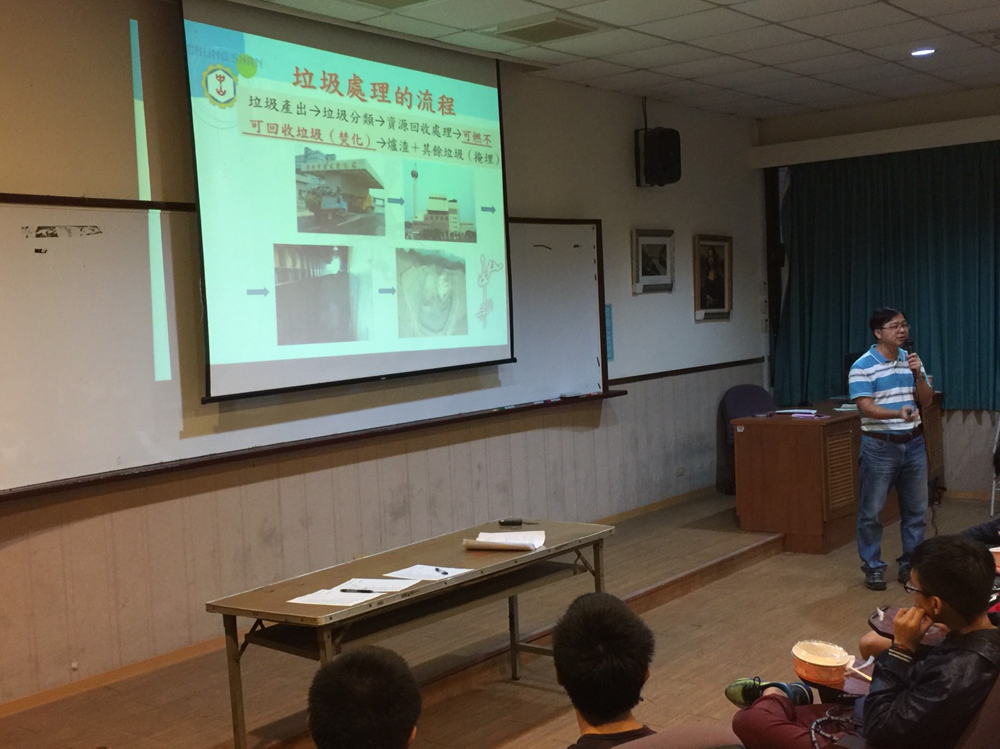 CHUNG SHAN
中山
垃圾處理的流程
垃圾產出→垃圾分類→資源回收處理→可燃不
可回收垃圾（焚化）→爐渣＋其餘垃圾（掩埋）